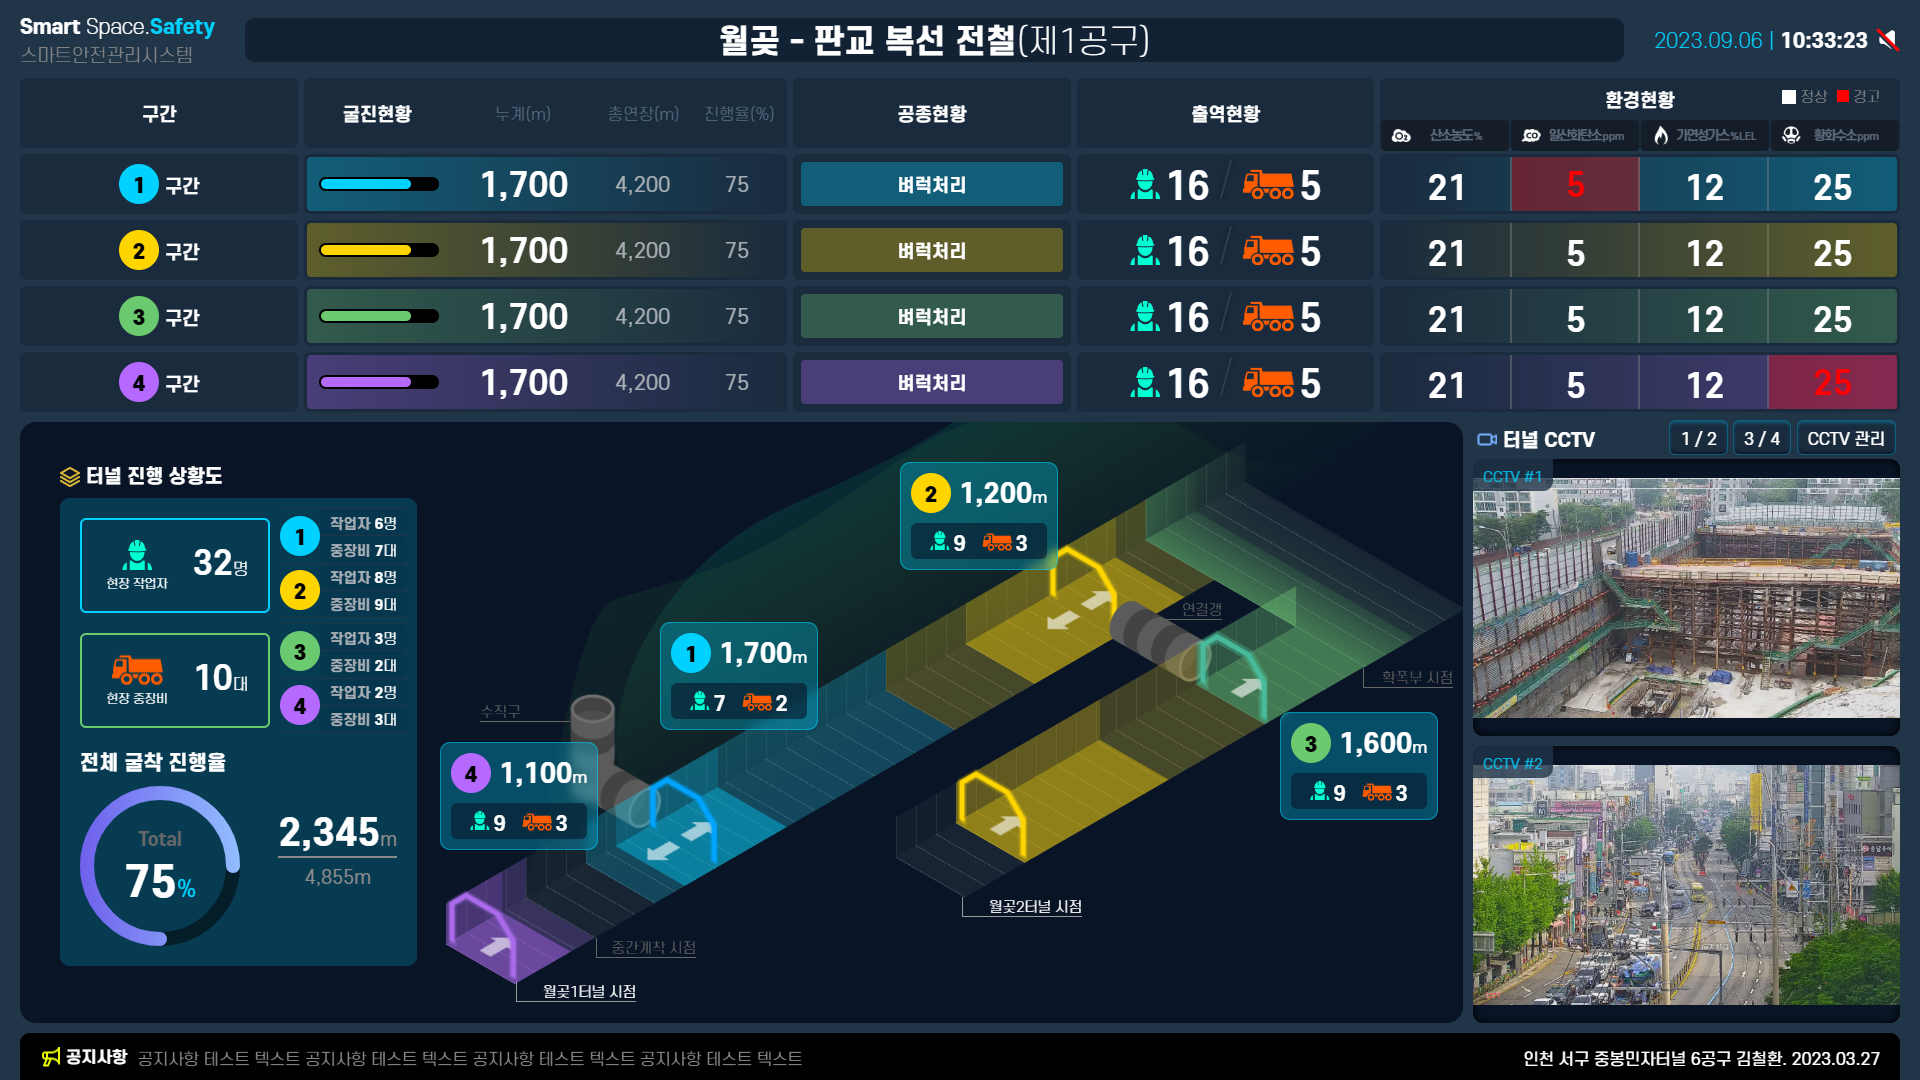 Smart Space.Safety
스마트안전관리시스템
월곶 - 판교 복선 전철(제1공구)
2023.09.06 | 10:33:23
구간
굴진현황 누계(m) 총연장(m) 진행율(%)
공종현황
출역현황
환경현황
정상 경고
O2 산소농도%
CO 일산화탄소ppm
가연성가스%LEL
황화수소ppm
1 구간 1,700 4,200 75 벼럭처리 16 / 5 21 5 12 25
2 구간 1,700 4,200 75 벼럭처리 16 / 5 21 5 12 25
3 구간 1,700 4,200 75 벼럭처리 16 / 5 21 5 12 25
4 구간 1,700 4,200 75 벼럭처리 16 / 5 21 5 12 25
터널 진행 상황도
현장 작업자 32명
1 작업자 6명
중장비 7대
2 작업자 8명
중장비 9대
현장 중장비 10대
3 작업자 3명
중장비 2대
4 작업자 2명
중장비 3대
전체 굴착 진행율
Total
75%
2,345m
4,855m
2 1,200m
9 3
1 1,700m
7 2
4 1,100m
9 3
3 1,600m
9 3
수직구
연결갱
확폭부 시점
월곶2터널 시점
중간계착 시점
월곶1터널 시점
터널 CCTV
1 / 2
3 / 4
CCTV 관리
CCTV #1
CCTV #2
공지사항 공지사항 테스트 텍스트 공지사항 테스트 텍스트 공지사항 테스트 텍스트 공지사항 테스트 텍스트
인천 서구 중봉민자터널 6공구 김철환. 2023.03.27